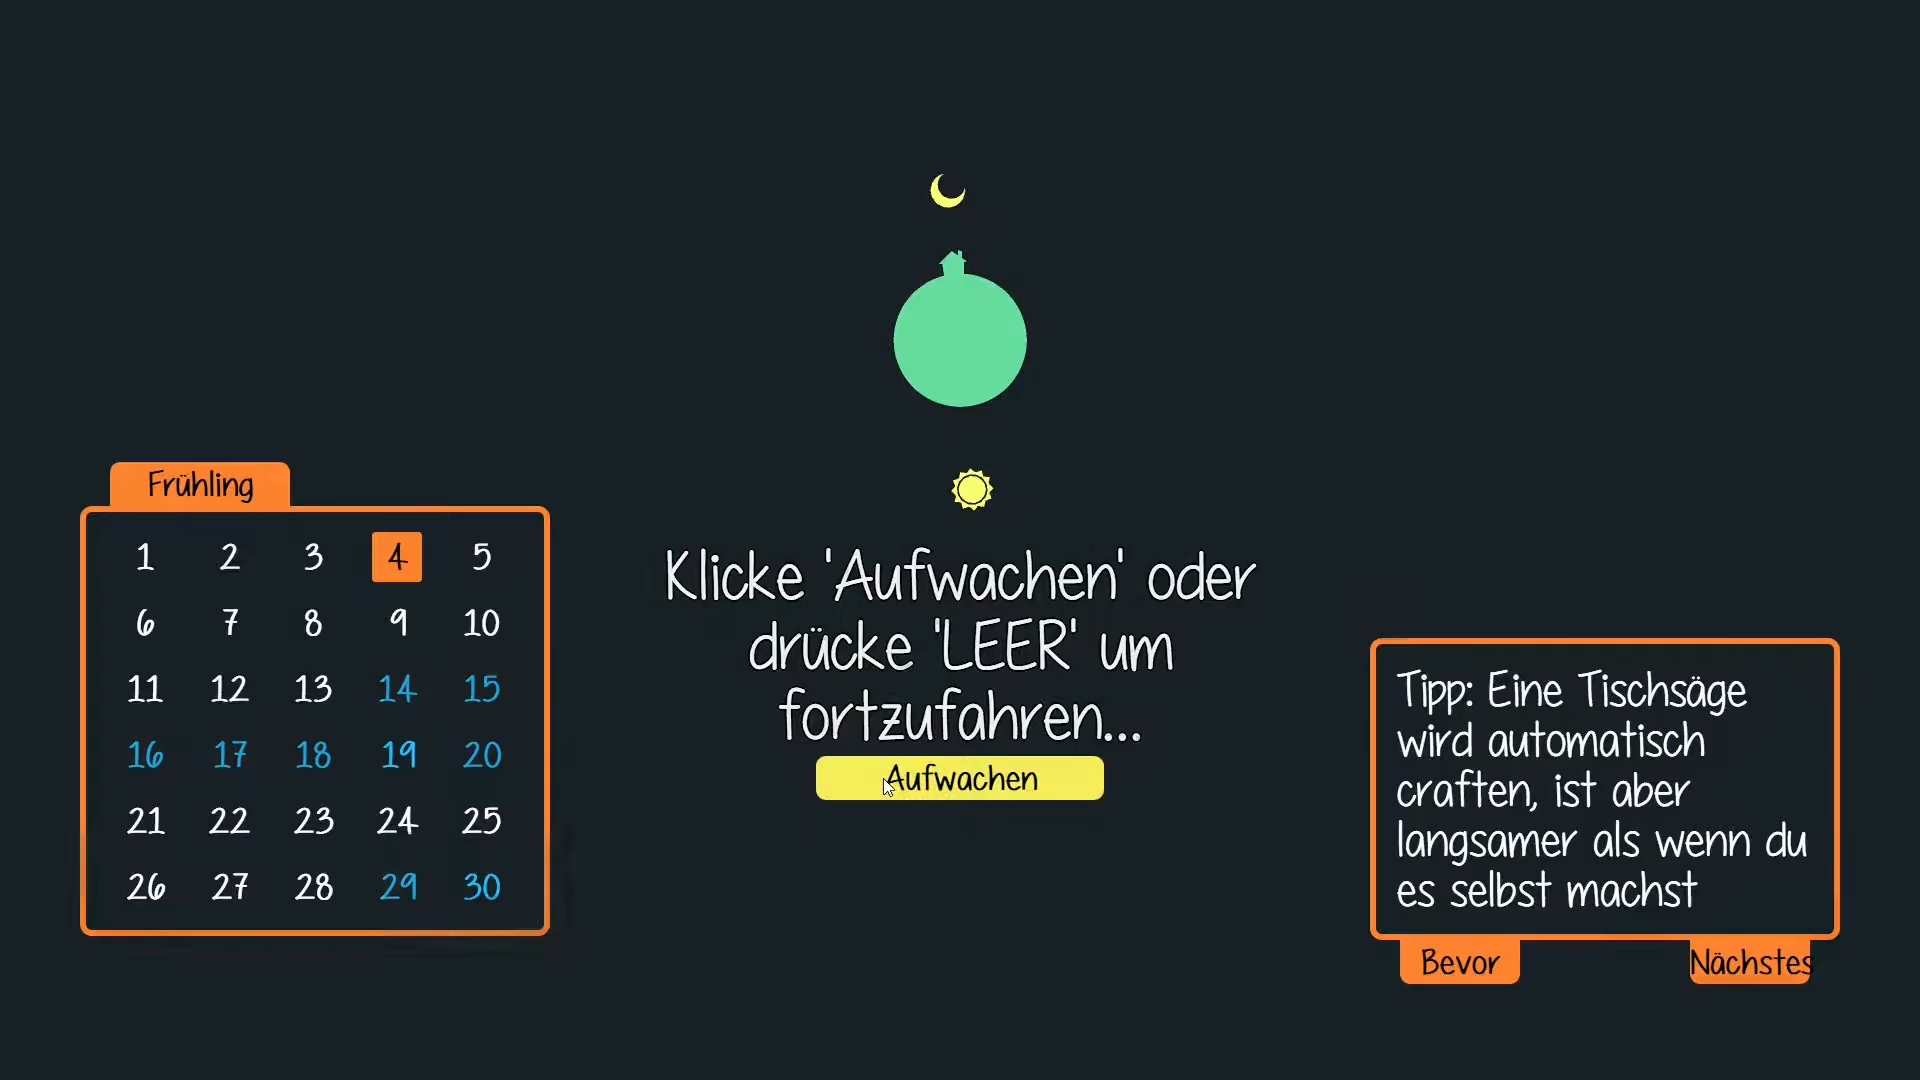 Frühling
1 2 3 4 5
6 7 8 9 10
11 12 13 14 15
16 17 18 19 20
21 22 23 24 25
26 27 28 29 30
Klicke 'Aufwachen' oder
drücke 'LEER' um
fortzufahren...
Aufwachen
Tipp: Eine Tischsäge
wird automatisch
craften, ist aber
langsamer als wenn du
es selbst machst
Bevor
Nächstes